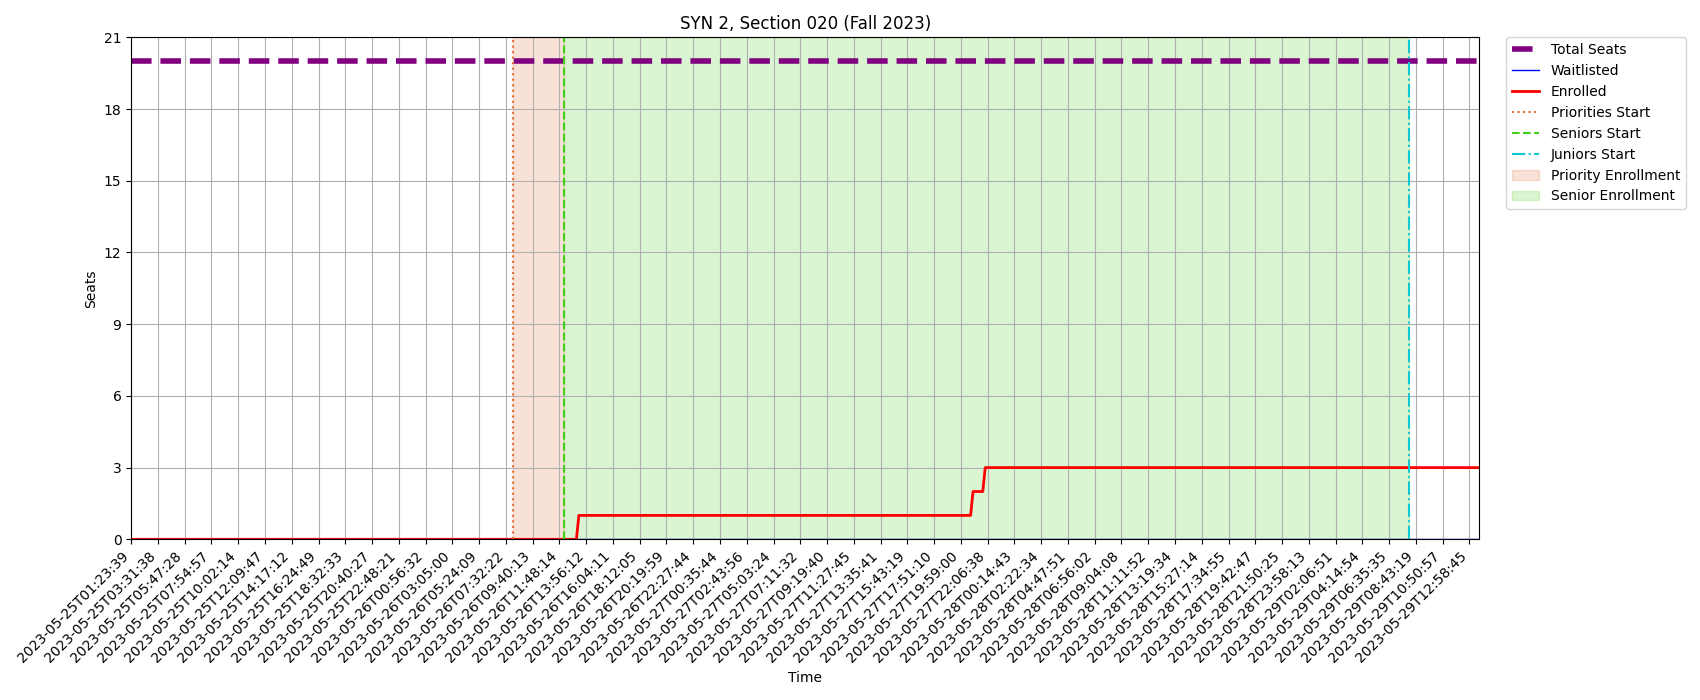 SYN 2, Section 020 (Fall 2023)
21
18
15
12
9
6
3
0
Seats
2023-05-25T01:23:39
2023-05-25T03:31:38
2023-05-25T05:47:28
2023-05-25T07:54:57
2023-05-25T10:02:14
2023-05-25T12:09:47
2023-05-25T14:17:12
2023-05-25T16:24:49
2023-05-25T18:32:33
2023-05-25T20:40:27
2023-05-25T22:48:21
2023-05-26T00:56:32
2023-05-26T03:05:00
2023-05-26T05:24:09
2023-05-26T07:32:22
2023-05-26T09:40:13
2023-05-26T11:48:14
2023-05-26T13:56:12
2023-05-26T16:04:11
2023-05-26T18:12:05
2023-05-26T20:19:59
2023-05-26T22:27:44
2023-05-27T00:35:44
2023-05-27T02:43:56
2023-05-27T05:03:24
2023-05-27T07:11:32
2023-05-27T09:19:40
2023-05-27T11:27:45
2023-05-27T13:35:41
2023-05-27T15:43:19
2023-05-27T17:51:10
2023-05-27T19:59:00
2023-05-27T22:06:38
2023-05-28T00:14:43
2023-05-28T02:22:34
2023-05-28T04:47:51
2023-05-28T06:56:02
2023-05-28T09:04:08
2023-05-28T11:11:52
2023-05-28T13:19:34
2023-05-28T15:27:14
2023-05-28T17:34:55
2023-05-28T19:42:47
2023-05-28T21:50:25
2023-05-28T23:58:13
2023-05-29T02:06:51
2023-05-29T04:14:54
2023-05-29T06:35:35
2023-05-29T08:43:19
2023-05-29T10:50:57
2023-05-29T12:58:45
Time
Total Seats
Waitlisted
Enrolled
Priorities Start
Seniors Start
Juniors Start
Priority Enrollment
Senior Enrollment